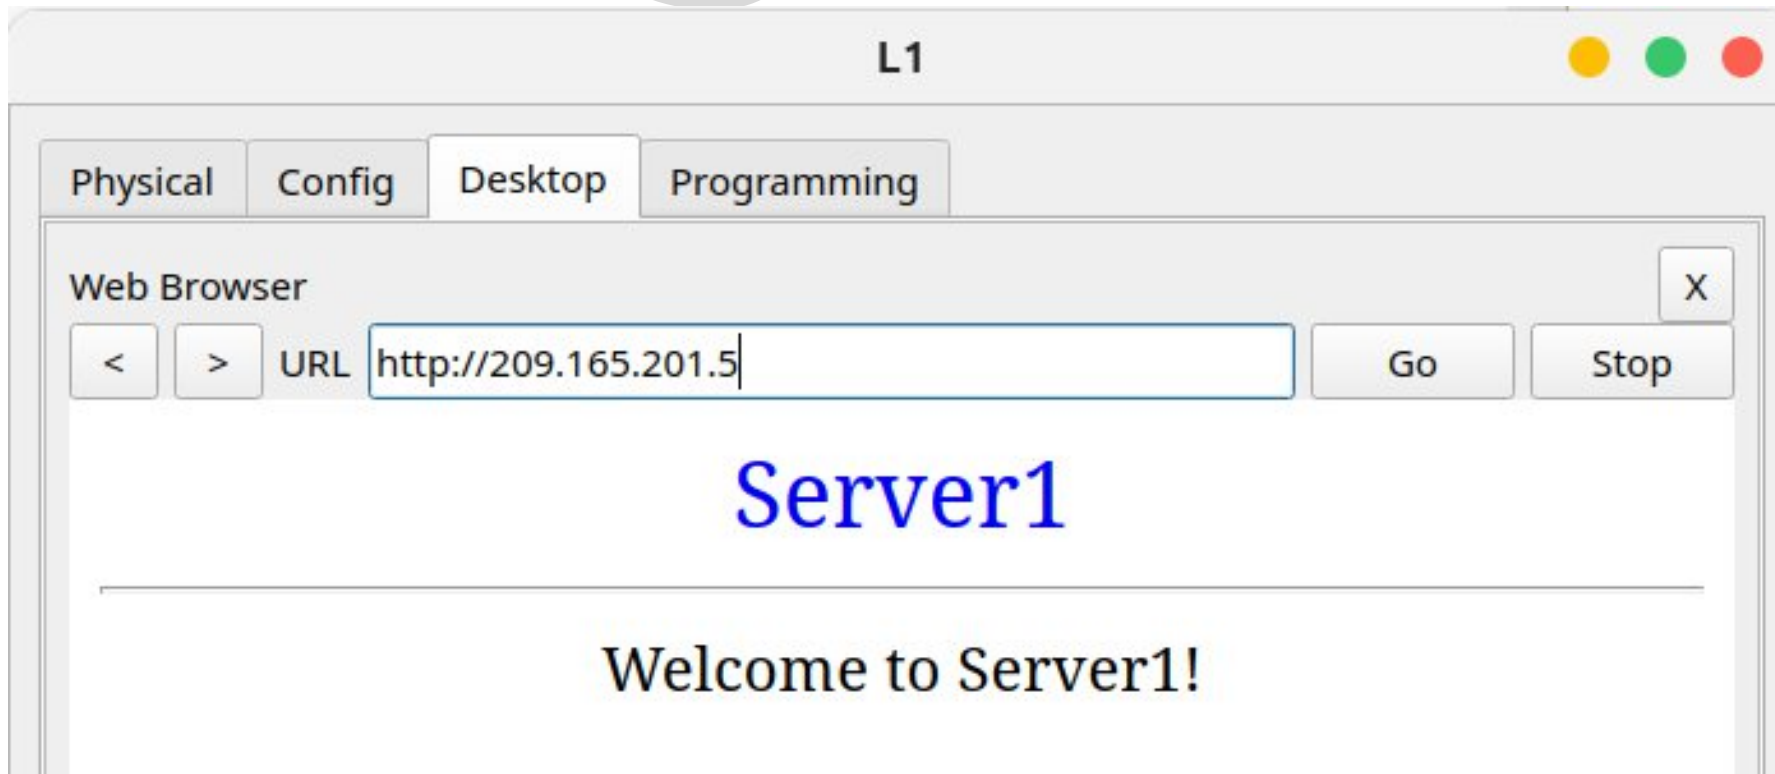 L1
Physical Config Desktop Programming
Web Browser X
< > URL http://209.165.201.5 Go Stop
Server1
Welcome to Server1!